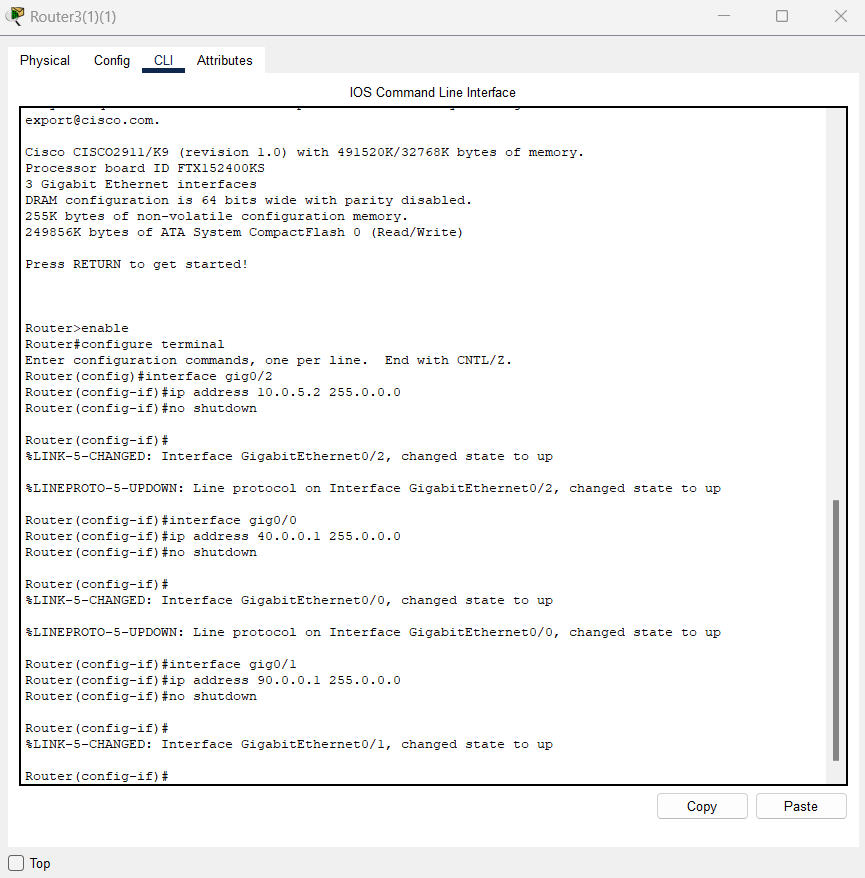 Router3(1)(1)
Physical Config CLI Attributes
IOS Command Line Interface
export@cisco.com.
Cisco CISCO2911/K9 (revision 1.0) with 491520K/32768K bytes of memory.
Processor board ID FTX152400KS
3 Gigabit Ethernet interfaces
DRAM configuration is 64 bits wide with parity disabled.
255K bytes of non-volatile configuration memory.
249856K bytes of ATA System CompactFlash 0 (Read/Write)
Press RETURN to get started!
Router>enable
Router#configure terminal
Enter configuration commands, one per line.  End with CNTL/Z.
Router(config)#interface gig0/2
Router(config-if)#ip address 10.0.5.2 255.0.0.0
Router(config-if)#no shutdown
Router(config-if)#
%LINK-5-CHANGED: Interface GigabitEthernet0/2, changed state to up
%LINEPROTO-5-UPDOWN: Line protocol on Interface GigabitEthernet0/2, changed state to up
Router(config-if)#interface gig0/0
Router(config-if)#ip address 40.0.0.1 255.0.0.0
Router(config-if)#no shutdown
Router(config-if)#
%LINK-5-CHANGED: Interface GigabitEthernet0/0, changed state to up
%LINEPROTO-5-UPDOWN: Line protocol on Interface GigabitEthernet0/0, changed state to up
Router(config-if)#interface gig0/1
Router(config-if)#ip address 90.0.0.1 255.0.0.0
Router(config-if)#no shutdown
Router(config-if)#
%LINK-5-CHANGED: Interface GigabitEthernet0/1, changed state to up
Router(config-if)#
Copy Paste
Top